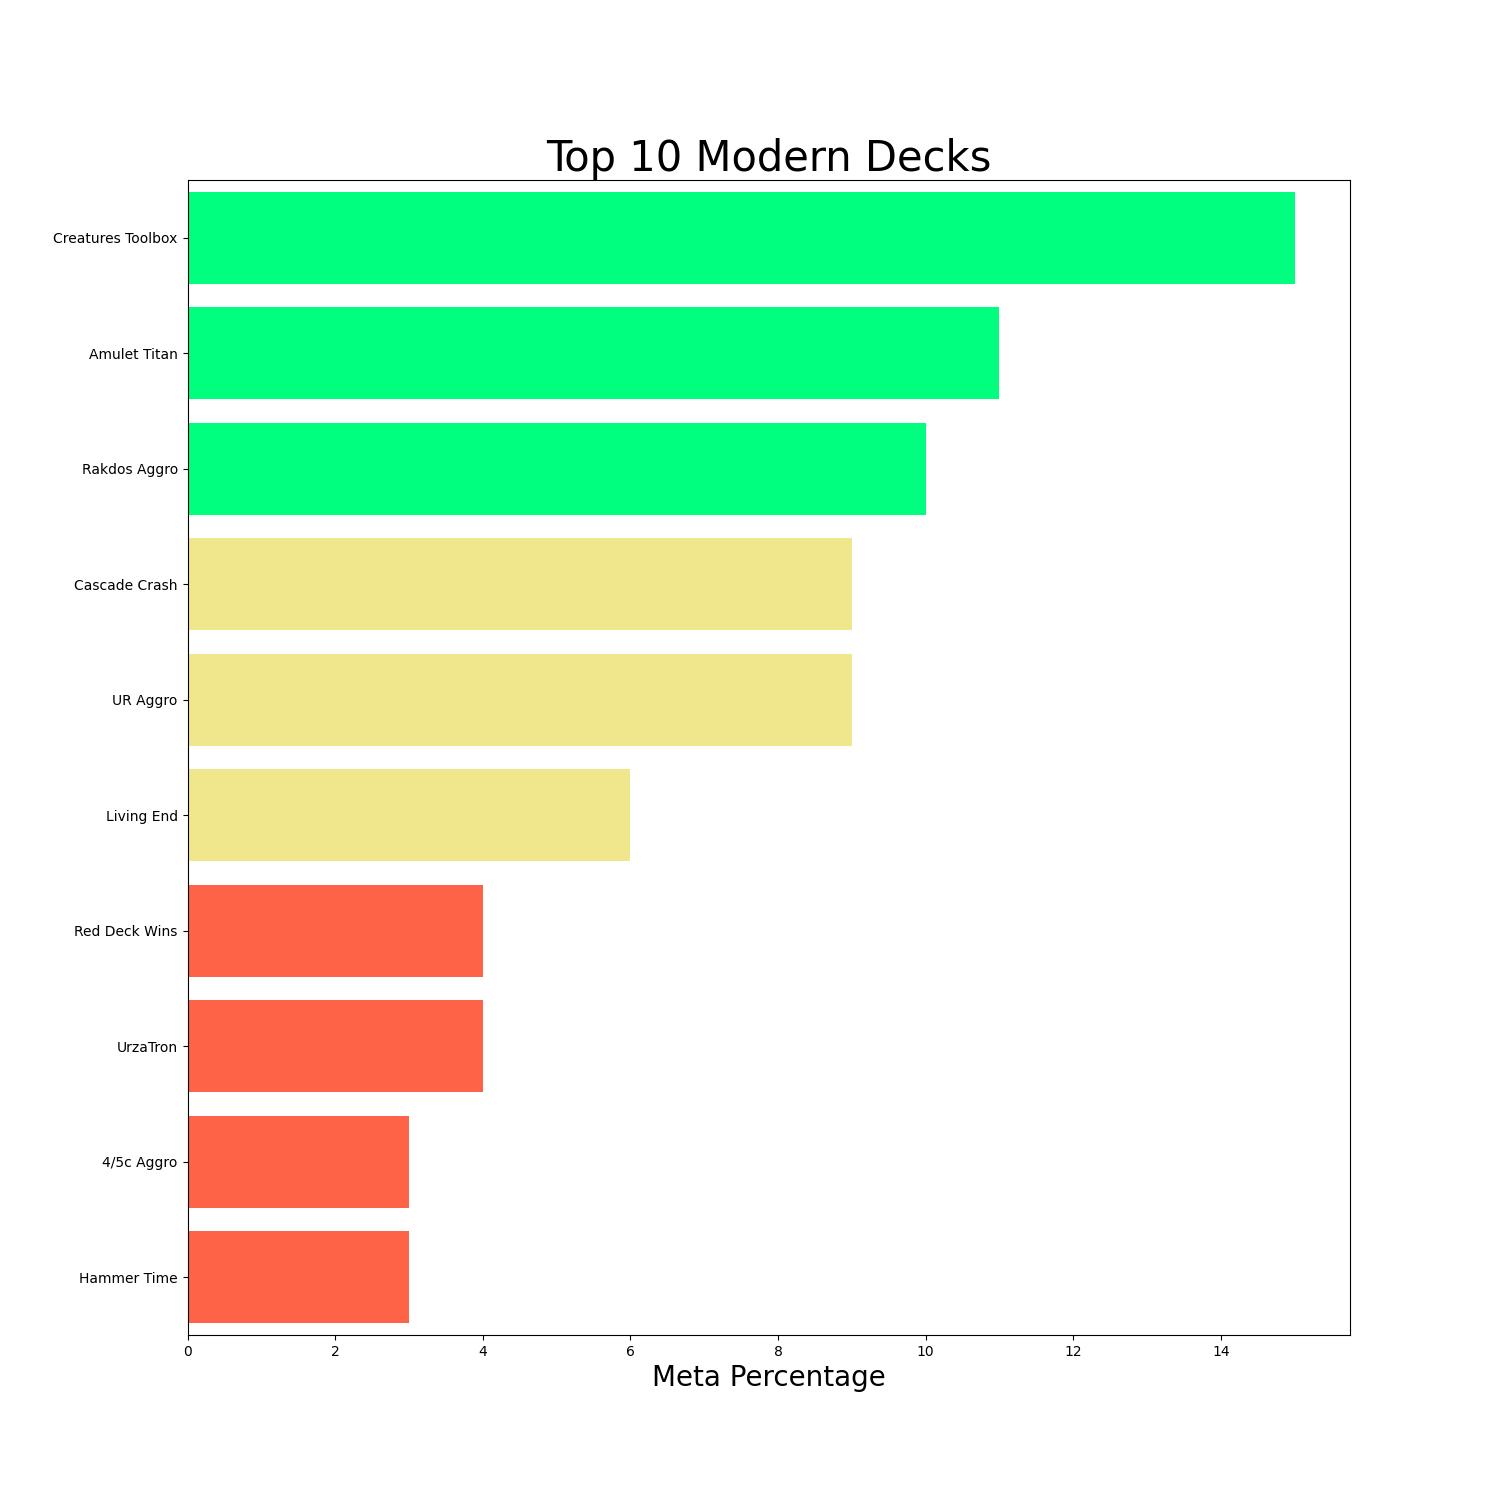 Top 10 Modern Decks
Creatures Toolbox
Amulet Titan
Rakdos Aggro
Cascade Crash
UR Aggro
Living End
Red Deck Wins
UrzaTron
4/5c Aggro
Hammer Time
0 2 4 6 8 10 12 14
Meta Percentage